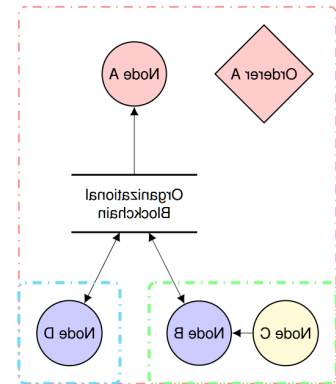 Node A
Orderer A
Organizational
Blockchain
Node D
Node B
Node C